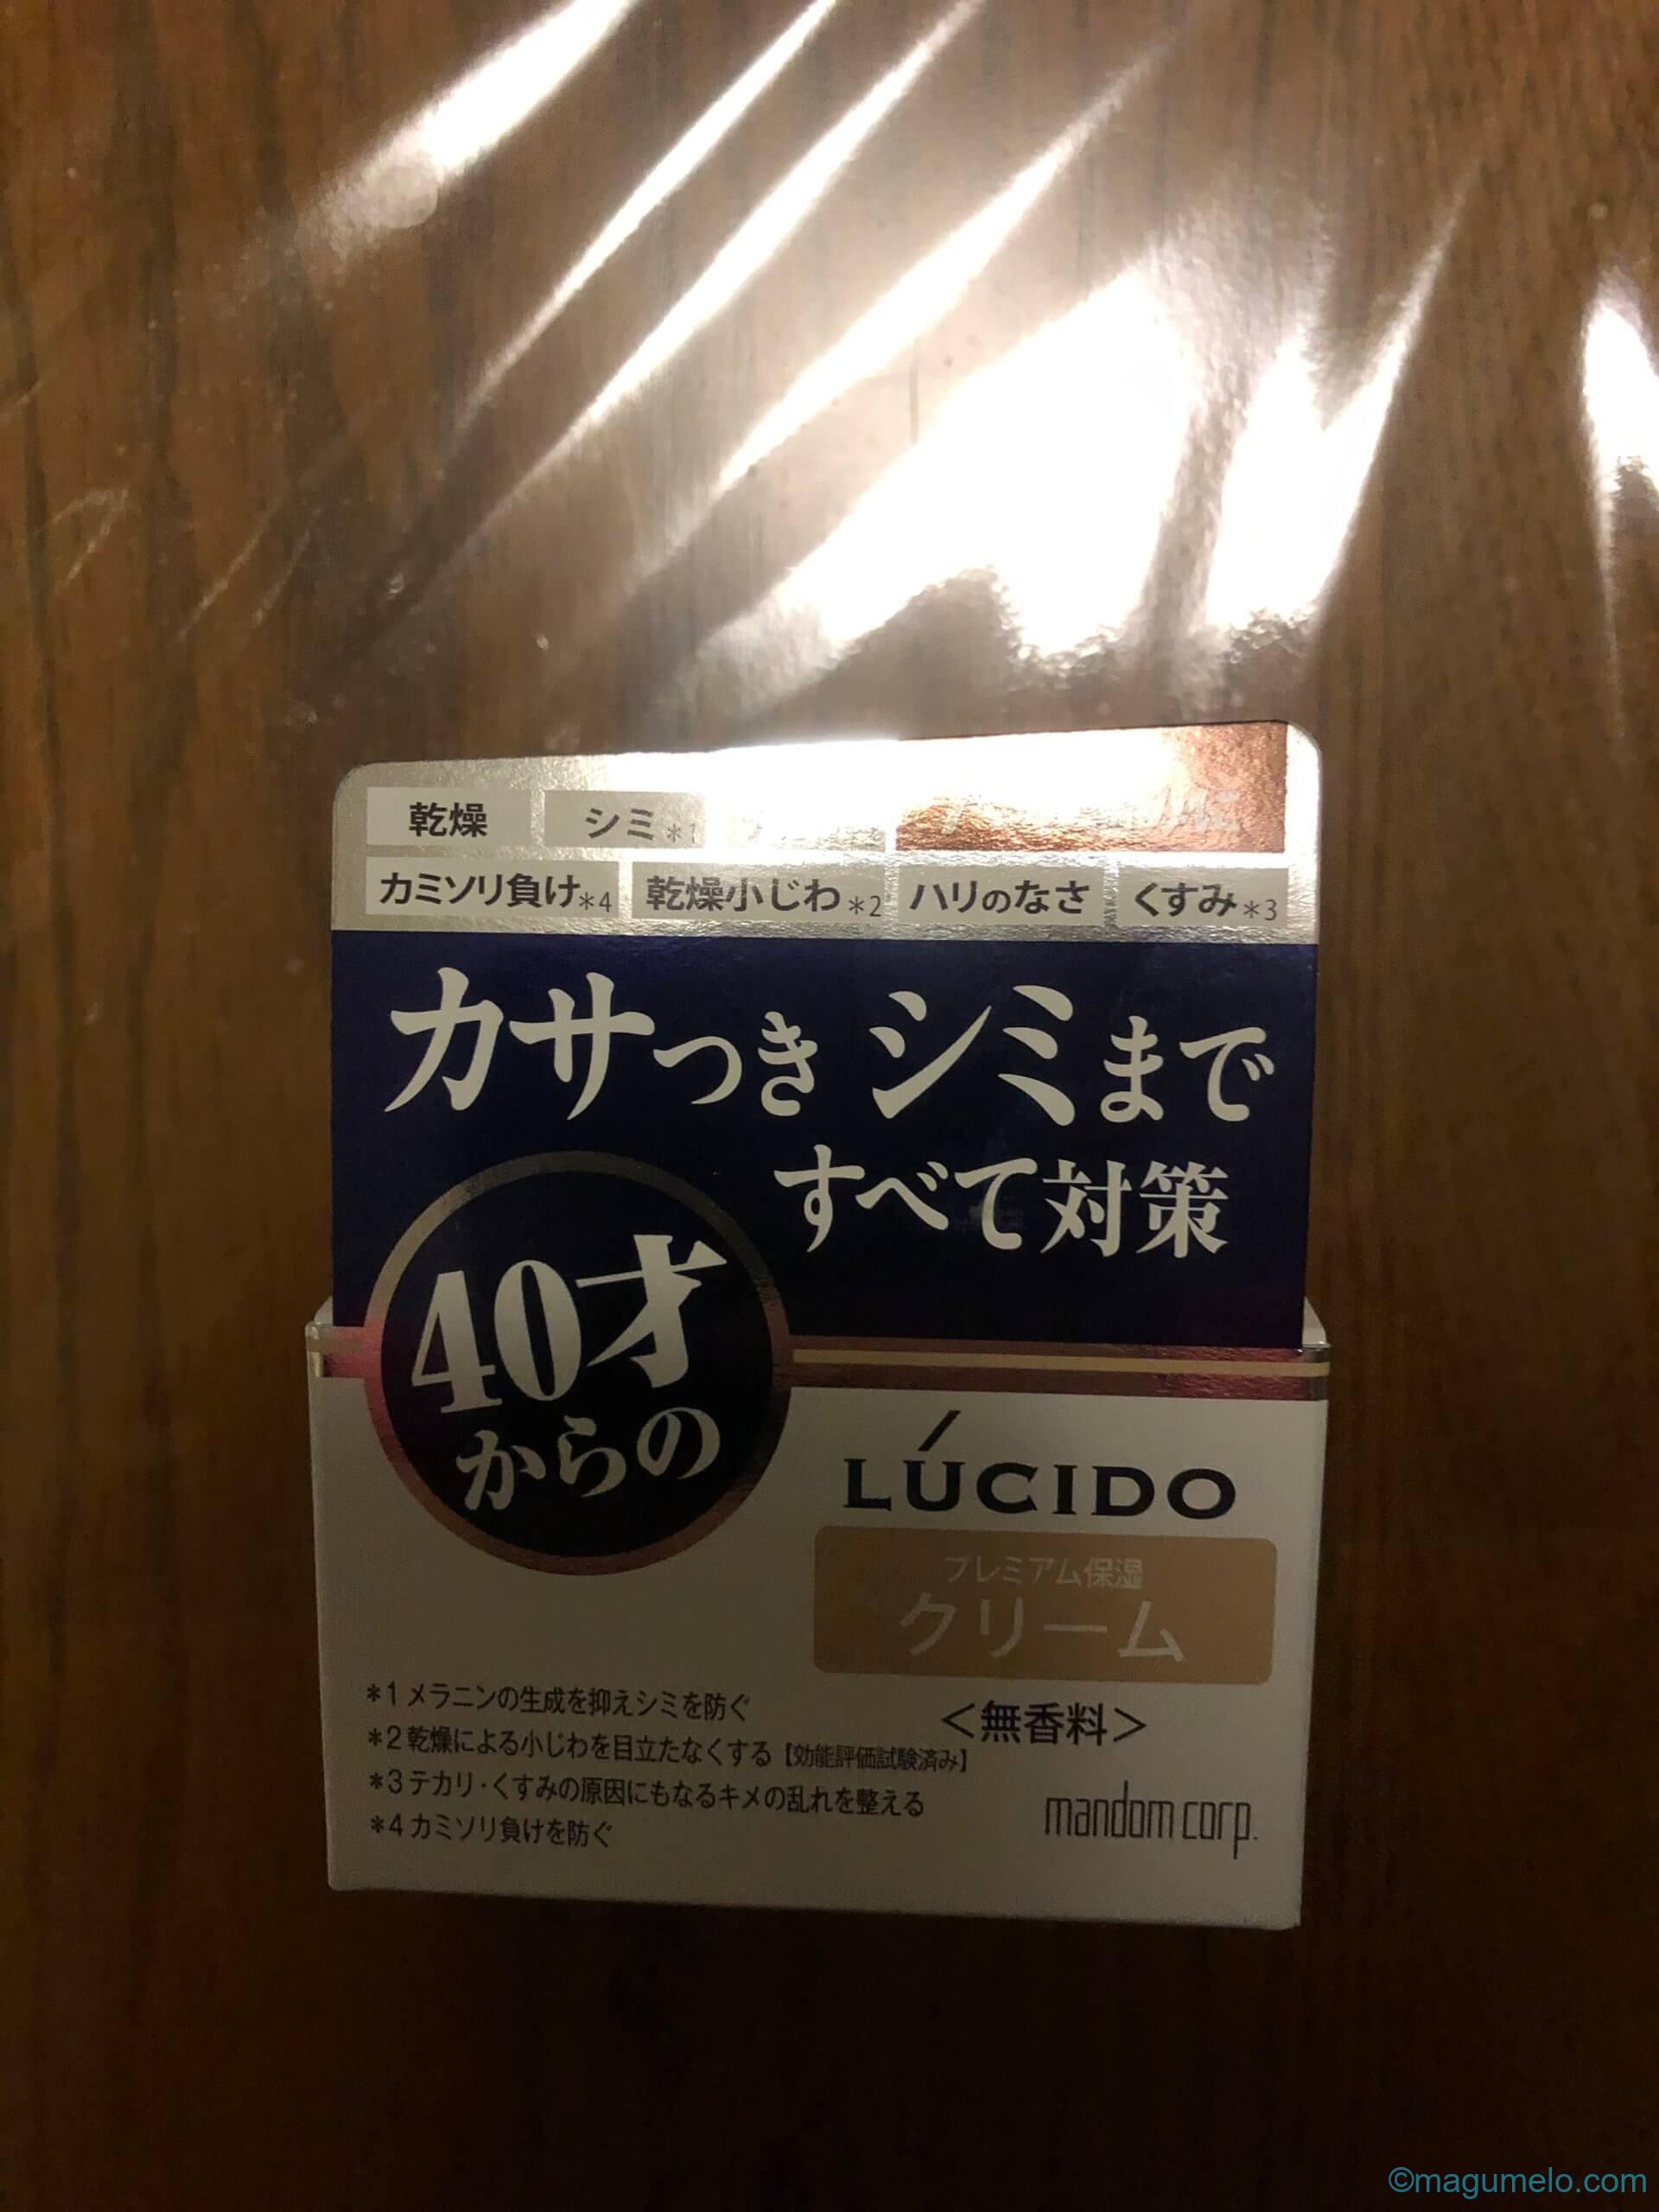 乾燥 シミ*1
カミソリ負け*4 乾燥小じわ*2 ハリのなさ くすみ*3
カサつき シミまで
すべて対策
40才
からの
LÚCIDO
プレミアム保湿
クリーム
<無香料>
*1 メラニンの生成を抑えシミを防ぐ
*2 乾燥による小じわを目立たなくする【効能評価試験済み】
*3 テカリ・くすみの原因にもなるキメの乱れを整える
*4 カミソリ負けを防ぐ
mandom corp.
©magumelo.com